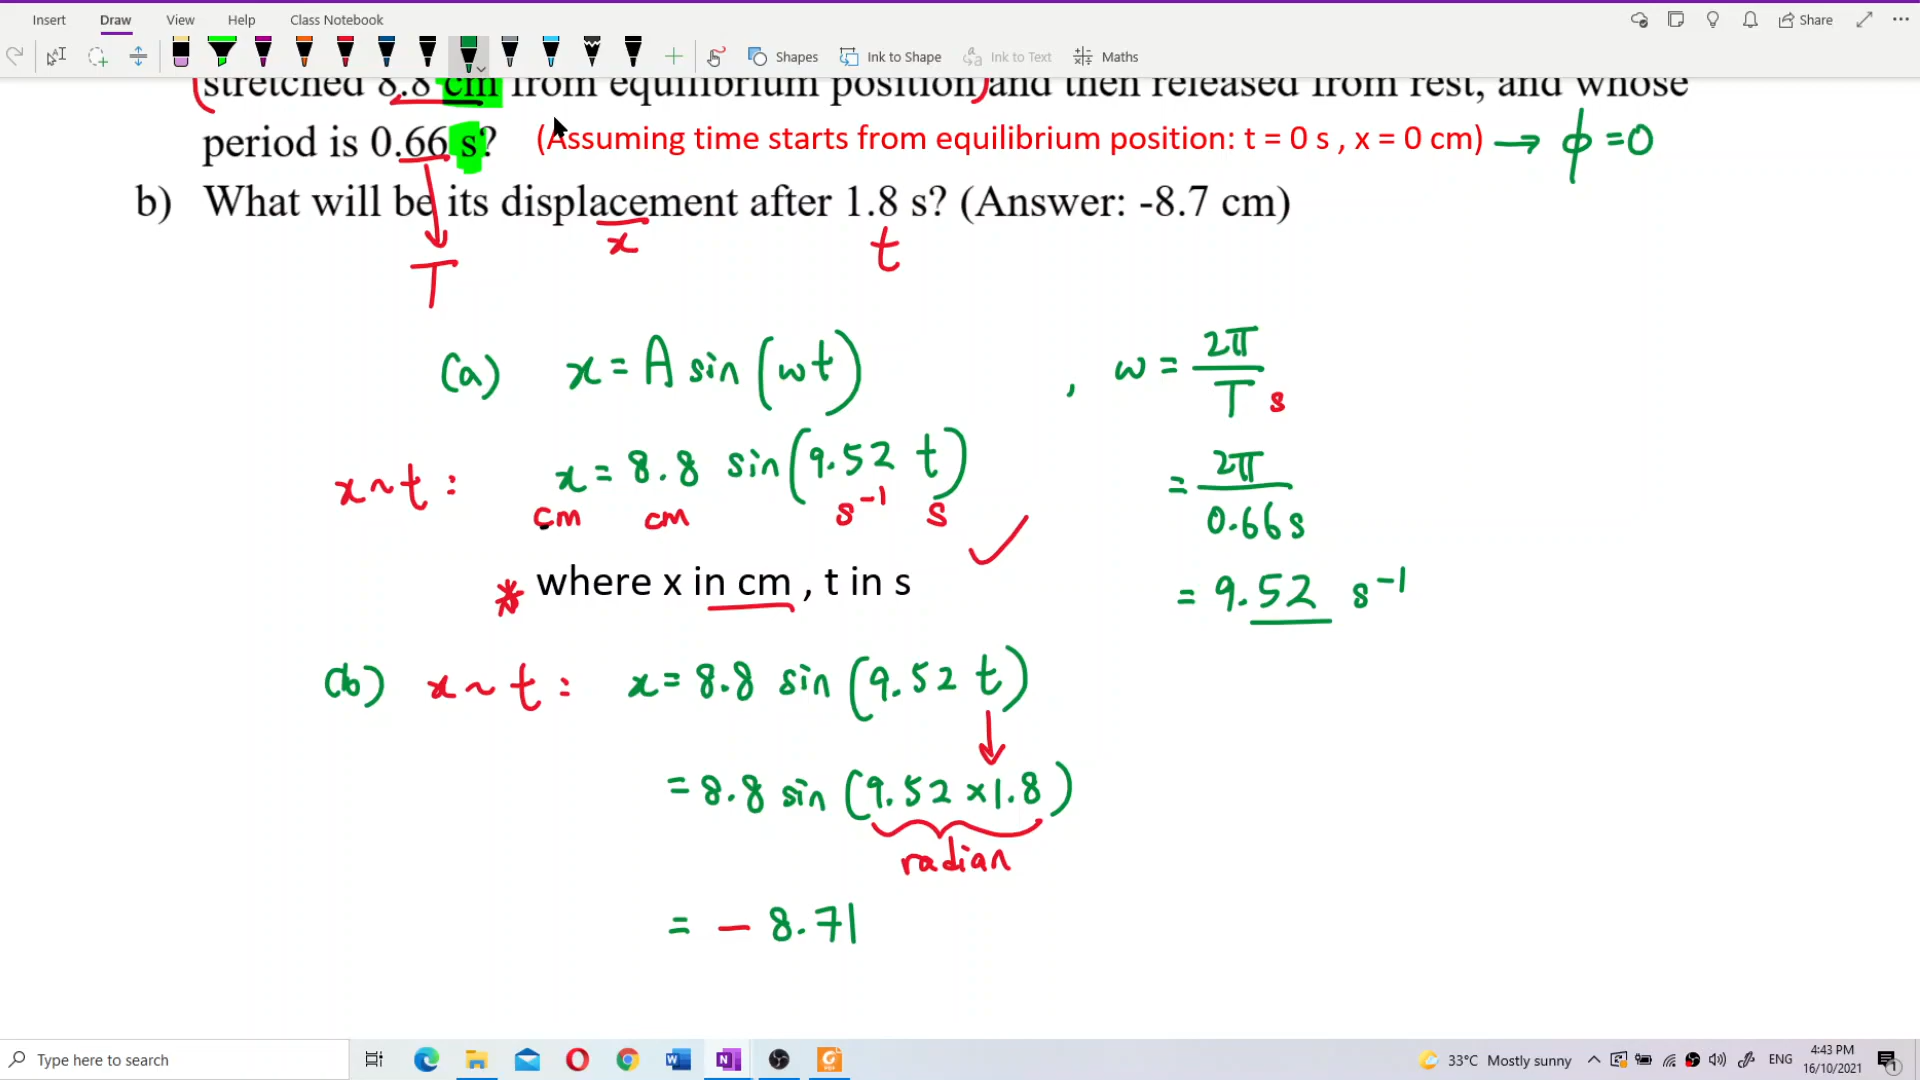 Insert Draw View Help Class Notebook Share
Shapes Ink to Shape Ink to Text Maths
(stretched 8.8 cm from equilibrium position) and then released from rest, and whose
period is 0.66 s? (Assuming time starts from equilibrium position: t = 0 s , x = 0 cm) → ϕ = 0
b) What will be its displacement after 1.8 s? (Answer: -8.7 cm)
T x t
(a) x = A sin (ωt) , ω = 2π / T s
x ~ t : x = 8.8 sin (9.52 t) = 2π / 0.66 s
cm cm s⁻¹ s
* where x in cm , t in s ✓ = 9.52 s⁻¹
(b) x ~ t : x = 8.8 sin (9.52 t)
= 8.8 sin (9.52 × 1.8)
radian
= - 8.71
Type here to search 33°C Mostly sunny ENG 4:43 PM
16/10/2021